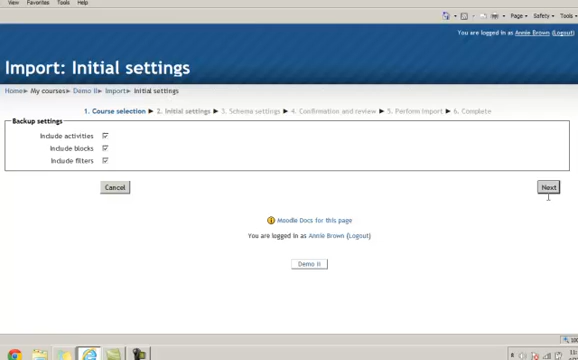 View Favorites Tools Help
Page Safety Tools
You are logged in as Annie Brown (Logout)
Import: Initial settings
Home► My courses► Demo II► Import► Initial settings
1. Course selection ► 2. Initial settings ► 3. Schema settings ► 4. Confirmation and review ► 5. Perform import ► 6. Complete
Backup settings
Include activities
Include blocks
Include filters
Cancel
Next
Moodle Docs for this page
You are logged in as Annie Brown (Logout)
Demo II